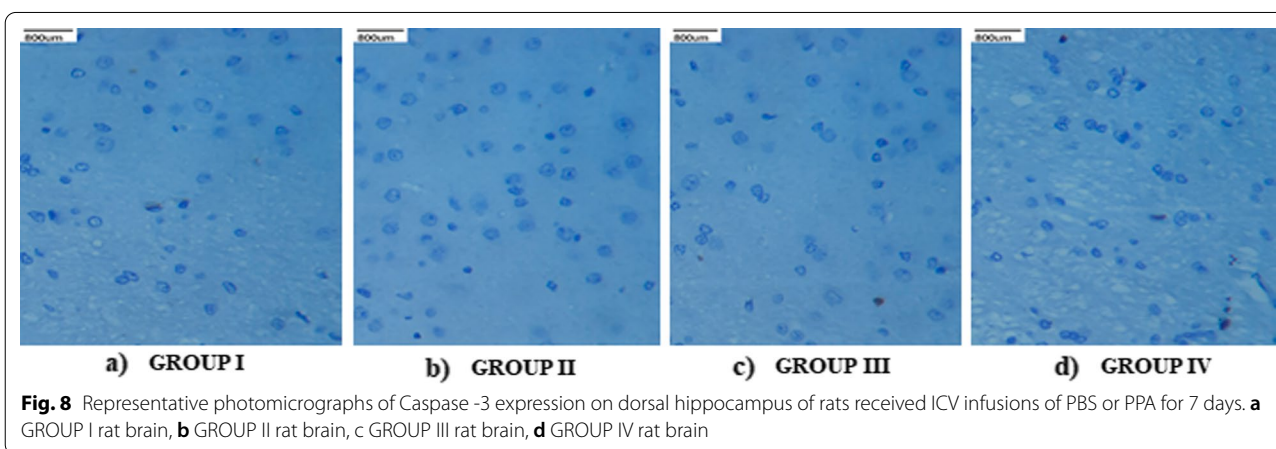 800um 800um 800um 800um
a) GROUP I b) GROUP II c) GROUP III d) GROUP IV
Fig. 8 Representative photomicrographs of Caspase -3 expression on dorsal hippocampus of rats received ICV infusions of PBS or PPA for 7 days. a
GROUP I rat brain, b GROUP II rat brain, c GROUP III rat brain, d GROUP IV rat brain